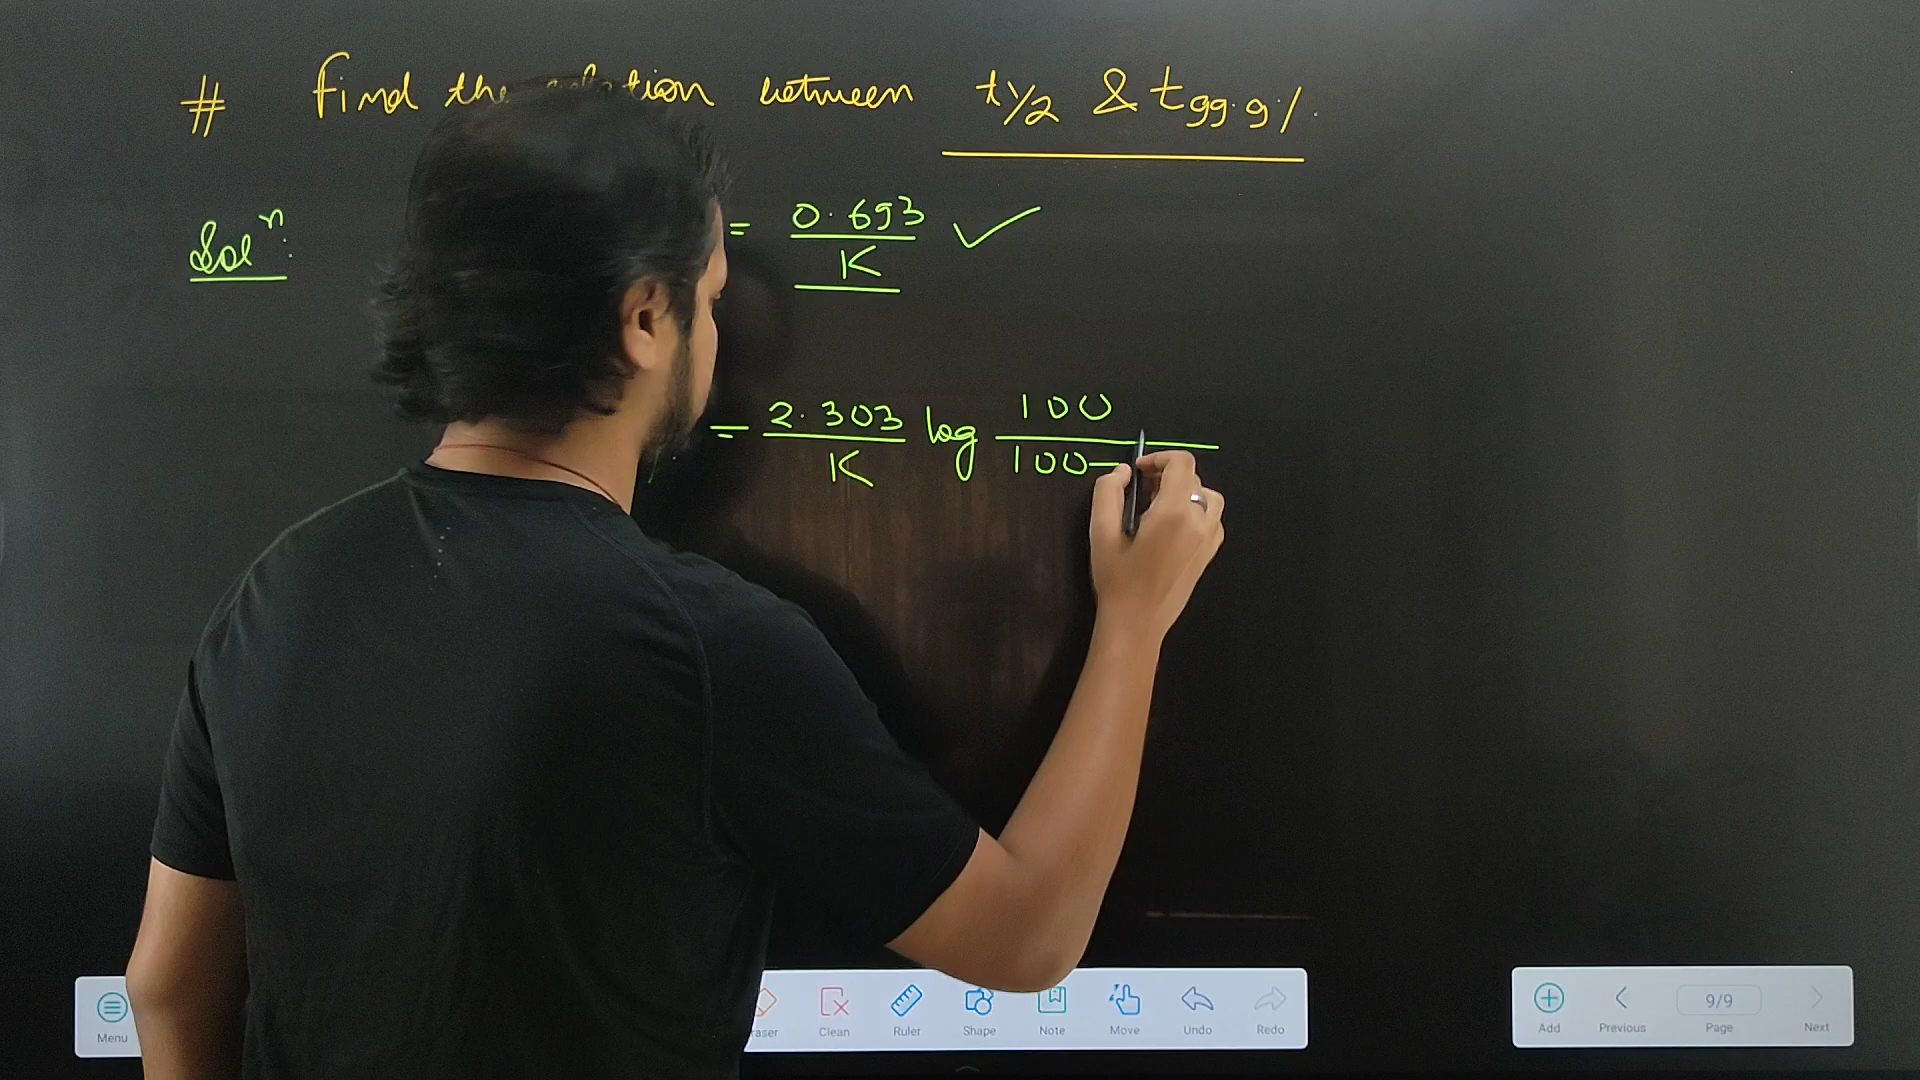 # Find the relation between t1/2 & t99.9%.
Solⁿ: = 0.693 / K ✓
= 2.303 / K log 100 / 100-
Menu
Clean Ruler Shape Note Move Undo Redo
Add Previous 9/9 Page Next